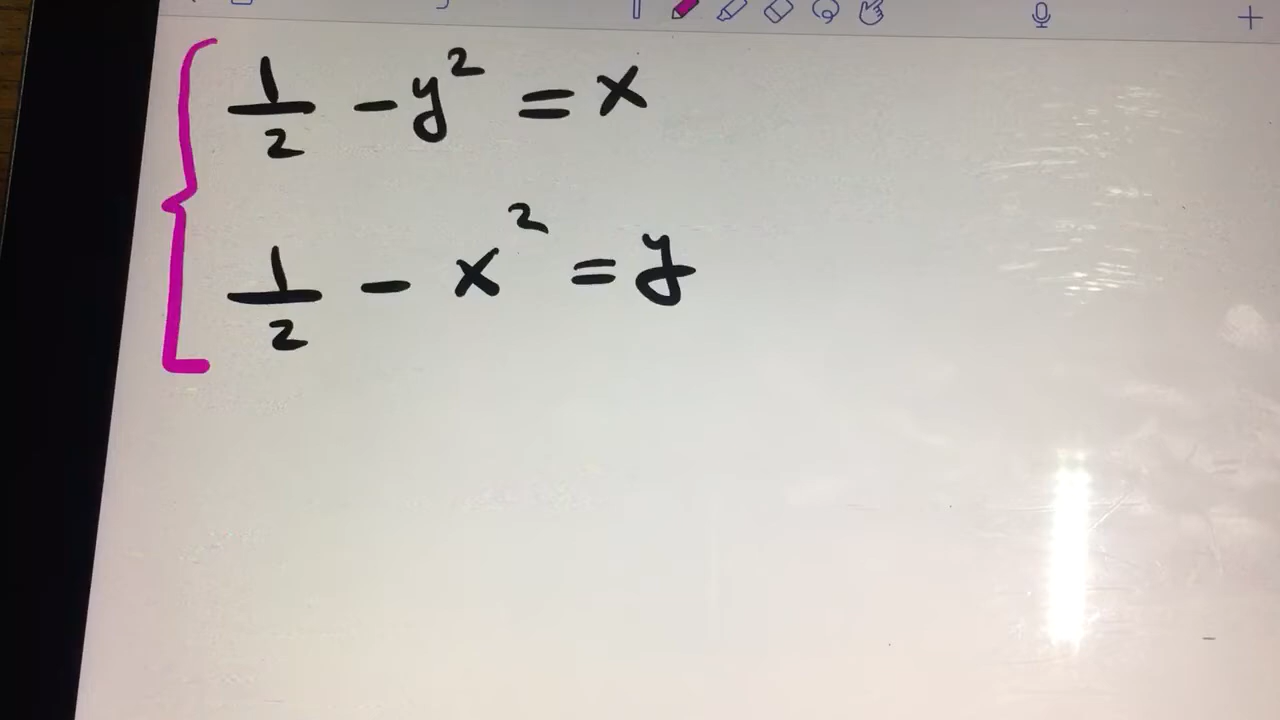 1/2 - y² = x
1/2 - x² = y